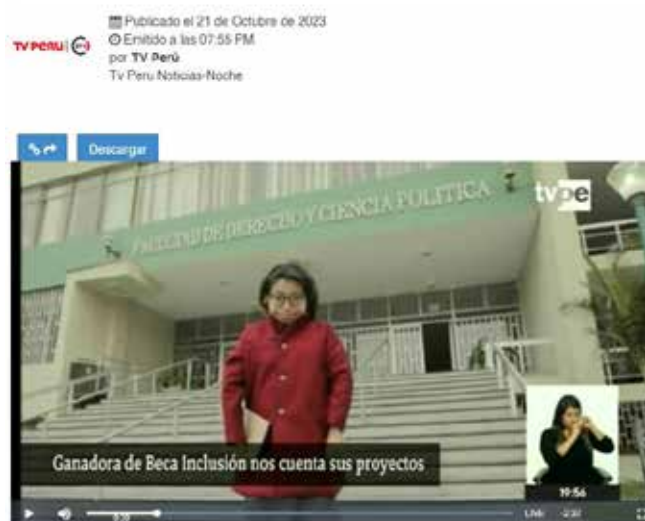 TV PERÚ
Publicado el 21 de Octubre de 2023
Emitido a las 07:55 PM
por TV Perú
Tv Peru Noticias-Noche
Descargar
FACULTAD DE DERECHO Y CIENCIA POLITICA
tvpe
Ganadora de Beca Inclusión nos cuenta sus proyectos
19:56
LIVE